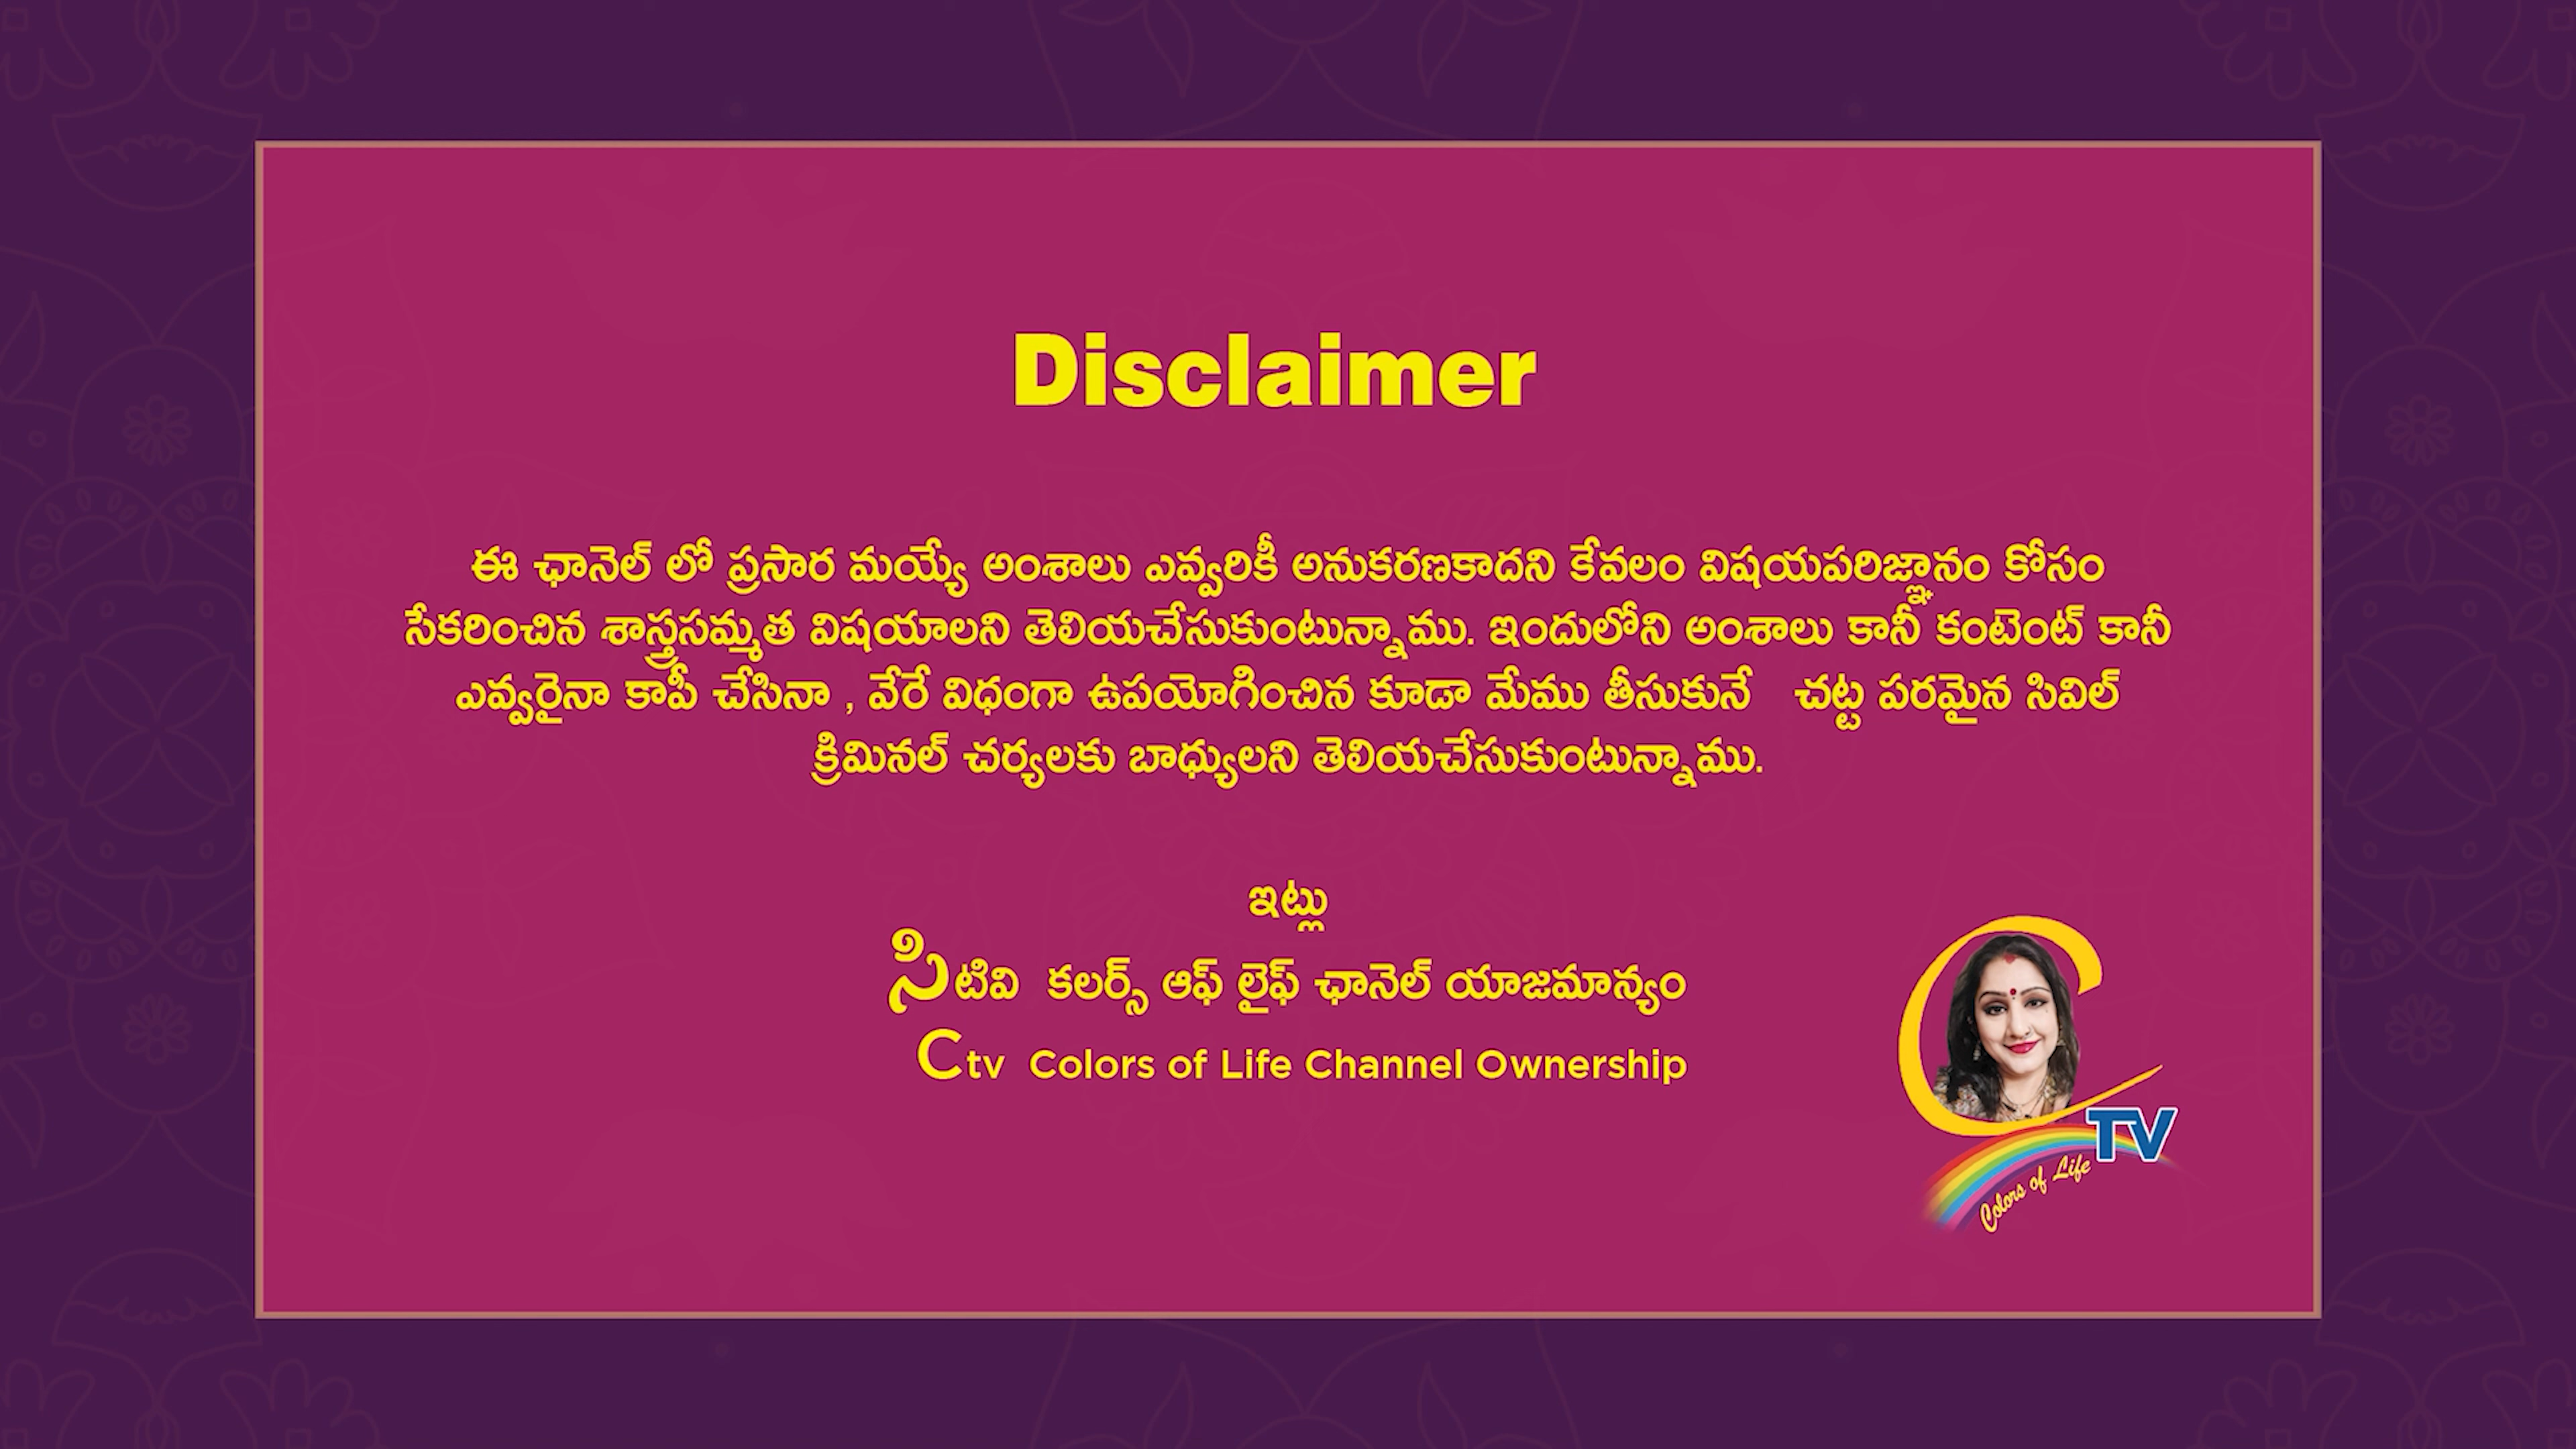 Disclaimer
ఈ ఛానెల్ లో ప్రసార మయ్యే అంశాలు ఎవ్వరికీ అనుకరణకాదని కేవలం విషయపరిజ్ఞానం కోసం
సేకరించిన శాస్త్రసమ్మత విషయాలని తెలియచేసుకుంటున్నాము. ఇందులోని అంశాలు కానీ కంటెంట్ కానీ
ఎవ్వరైనా కాపీ చేసినా , వేరే విధంగా ఉపయోగించిన కూడా మేము తీసుకునే చట్ట పరమైన సివిల్
క్రిమినల్ చర్యలకు బాధ్యులని తెలియచేసుకుంటున్నాము.
ఇట్లు
సిటివి కలర్స్ ఆఫ్ లైఫ్ ఛానెల్ యాజమాన్యం
Ctv Colors of Life Channel Ownership
C TV
Colors of Life